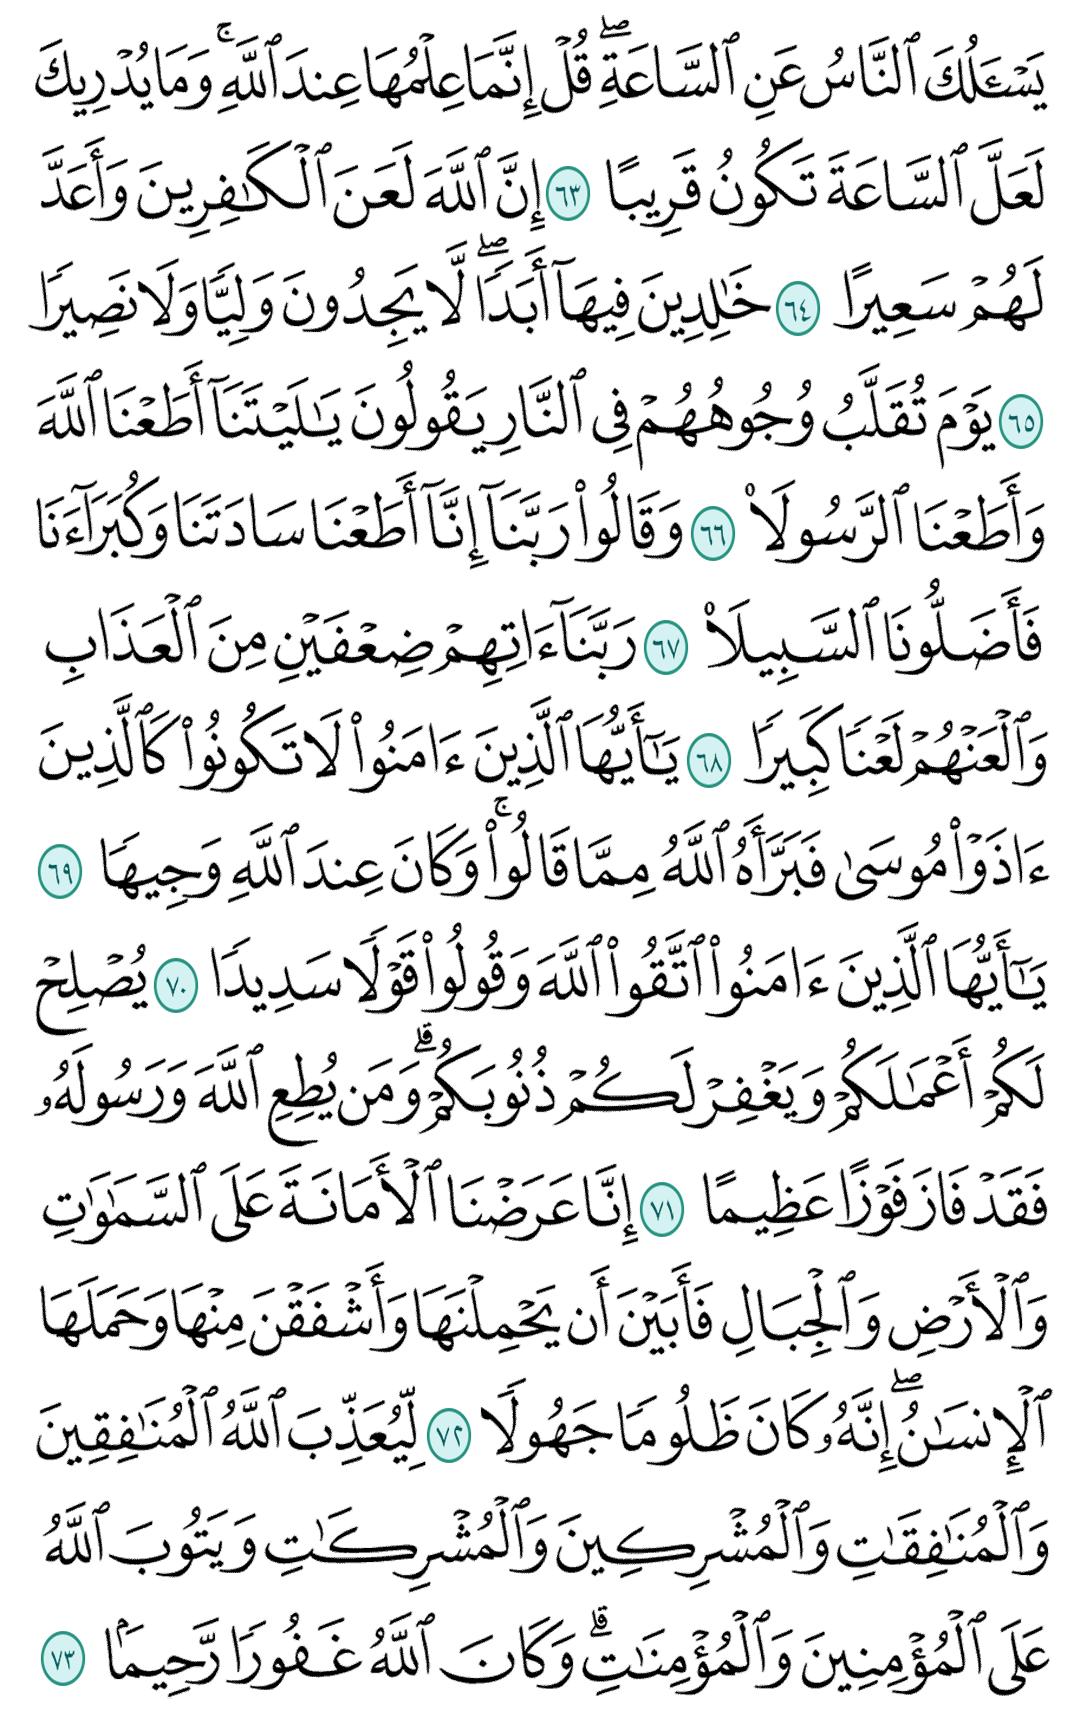 يَسْـَٔلُكَ ٱلنَّاسُ عَنِ ٱلسَّاعَةِۖ قُلْ إِنَّمَا عِلْمُهَا عِندَ ٱللَّهِۚ وَمَا يُدْرِيكَ
لَعَلَّ ٱلسَّاعَةَ تَكُونُ قَرِيبًا ٦٣ إِنَّ ٱللَّهَ لَعَنَ ٱلْكَـٰفِرِينَ وَأَعَدَّ
لَهُمْ سَعِيرًا ٦٤ خَـٰلِدِينَ فِيهَآ أَبَدًاۖ لَّا يَجِدُونَ وَلِيًّا وَلَا نَصِيرًا
٦٥ يَوْمَ تُقَلَّبُ وُجُوهُهُمْ فِى ٱلنَّارِ يَقُولُونَ يَـٰلَيْتَنَآ أَطَعْنَا ٱللَّهَ
وَأَطَعْنَا ٱلرَّسُولَا۠ ٦٦ وَقَالُوا۟ رَبَّنَآ إِنَّآ أَطَعْنَا سَادَتَنَا وَكُبَرَآءَنَا
فَأَضَلُّونَا ٱلسَّبِيلَا۠ ٦٧ رَبَّنَآ ءَاتِهِمْ ضِعْفَيْنِ مِنَ ٱلْعَذَابِ
وَٱلْعَنْهُمْ لَعْنًا كَبِيرًا ٦٨ يَـٰٓأَيُّهَا ٱلَّذِينَ ءَامَنُوا۟ لَا تَكُونُوا۟ كَٱلَّذِينَ
ءَاذَوْا۟ مُوسَىٰ فَبَرَّأَهُ ٱللَّهُ مِمَّا قَالُوا۟ۚ وَكَانَ عِندَ ٱللَّهِ وَجِيهًا ٦٩
يَـٰٓأَيُّهَا ٱلَّذِينَ ءَامَنُوا۟ ٱتَّقُوا۟ ٱللَّهَ وَقُولُوا۟ قَوْلًا سَدِيدًا ٧٠ يُصْلِحْ
لَكُمْ أَعْمَـٰلَكُمْ وَيَغْفِرْ لَكُمْ ذُنُوبَكُمْۗ وَمَن يُطِعِ ٱللَّهَ وَرَسُولَهُۥ
فَقَدْ فَازَ فَوْزًا عَظِيمًا ٧١ إِنَّا عَرَضْنَا ٱلْأَمَانَةَ عَلَى ٱلسَّمَـٰوَٰتِ
وَٱلْأَرْضِ وَٱلْجِبَالِ فَأَبَيْنَ أَن يَحْمِلْنَهَا وَأَشْفَقْنَ مِنْهَا وَحَمَلَهَا
ٱلْإِنسَـٰنُۖ إِنَّهُۥ كَانَ ظَلُومًا جَهُولًا ٧٢ لِّيُعَذِّبَ ٱللَّهُ ٱلْمُنَـٰفِقِينَ
وَٱلْمُنَـٰفِقَـٰتِ وَٱلْمُشْرِكِينَ وَٱلْمُشْرِكَـٰتِ وَيَتُوبَ ٱللَّهُ
عَلَى ٱلْمُؤْمِنِينَ وَٱلْمُؤْمِنَـٰتِۗ وَكَانَ ٱللَّهُ غَفُورًا رَّحِيمًۢا ٧٣